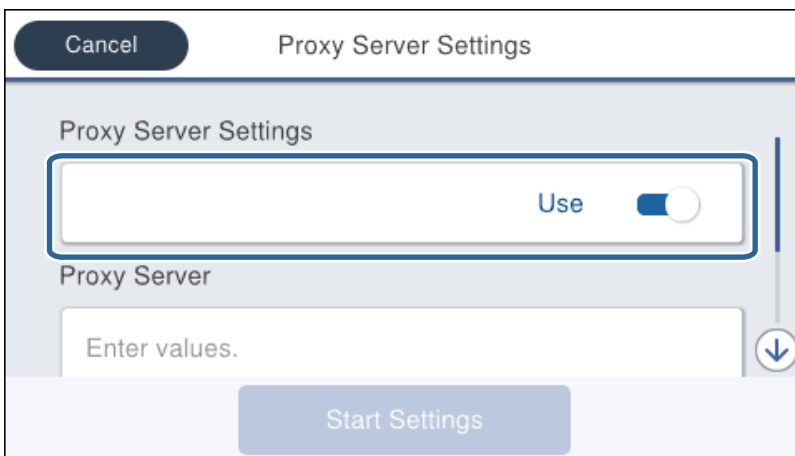 Cancel
Proxy Server Settings
Proxy Server Settings
Use
Proxy Server
Enter values.
Start Settings